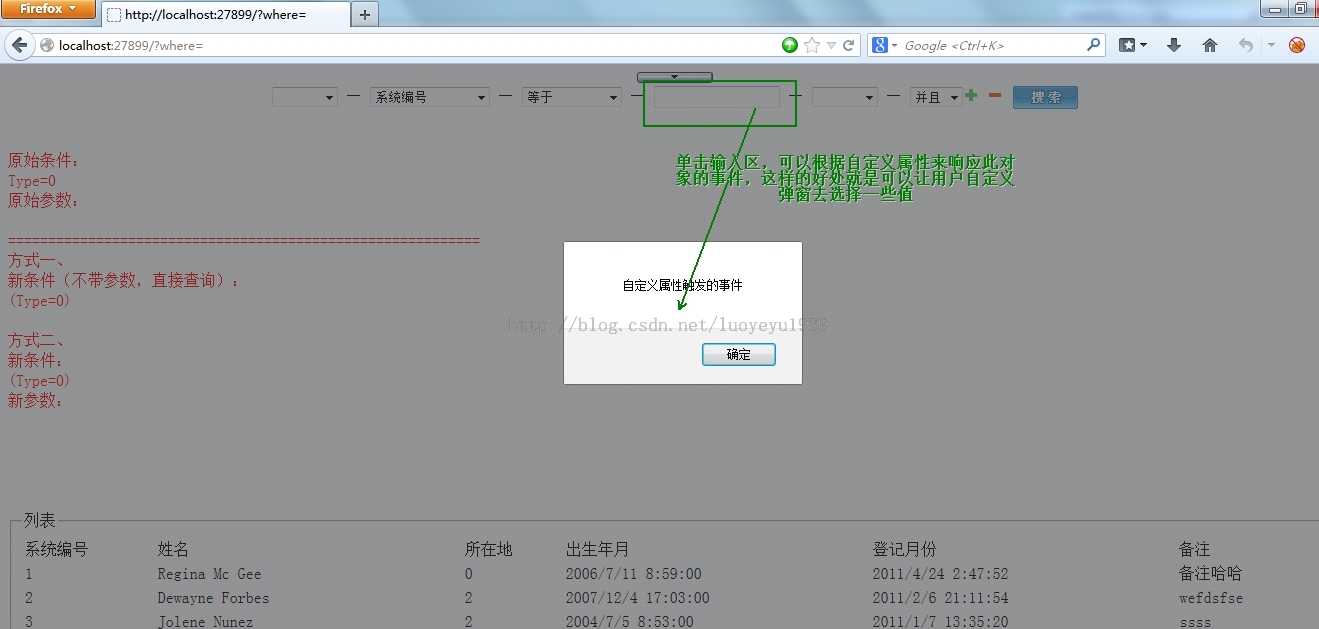 Firefox
http://localhost:27899/?where=
localhost:27899/?where=
Google <Ctrl+K>
系统编号 等于 并且 搜 索
单击输入区，可以根据自定义属性来响应此对
象的事件，这样的好处就是可以让用户自定义
弹窗去选择一些值
原始条件：
Type=0
原始参数：
===========================================================
方式一、
新条件（不带参数，直接查询）：
(Type=0)
方式二、
新条件：
(Type=0)
新参数：
自定义属性触发的事件
http://blog.csdn.net/luoyeyu1989
确定
列表
系统编号 姓名 所在地 出生年月 登记月份 备注
1 Regina Mc Gee 0 2006/7/11 8:59:00 2011/4/24 2:47:52 备注哈哈
2 Dewayne Forbes 2 2007/12/4 17:03:00 2011/2/6 21:11:54 wefdsfse
3 Jolene Nunez 2 2004/7/5 8:53:00 2011/1/7 13:35:20 ssss